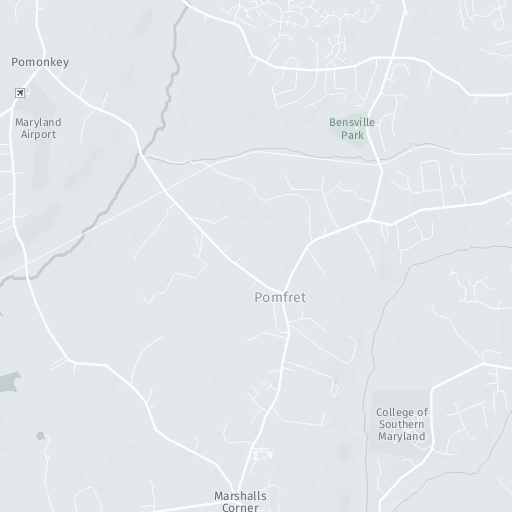 Pomonkey
Maryland
Airport
Bensville
Park
Pomfret
College of
Southern
Maryland
Marshalls
Corner